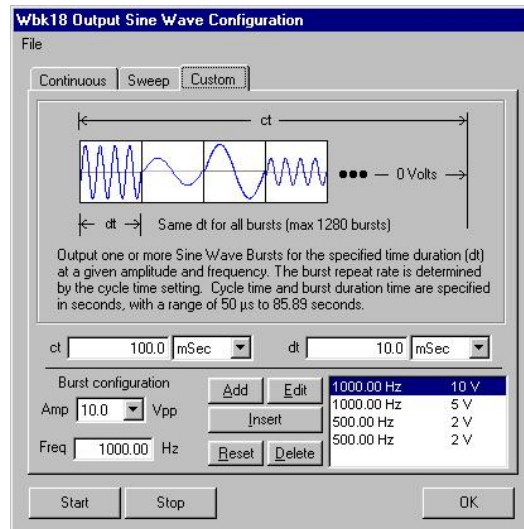 Wbk18 Output Sine Wave Configuration
File
Continuous Sweep Custom
ct
0 Volts
dt Same dt for all bursts (max 1280 bursts)
Output one or more Sine Wave Bursts for the specified time duration (dt)
at a given amplitude and frequency. The burst repeat rate is determined
by the cycle time setting. Cycle time and burst duration time are specified
in seconds, with a range of 50 µs to 85.89 seconds.
ct 100.0 mSec dt 10.0 mSec
Burst configuration
Amp 10.0 Vpp
Freq 1000.00 Hz
Add Edit
Insert
Reset Delete
1000.00 Hz 10 V
1000.00 Hz 5 V
500.00 Hz 2 V
500.00 Hz 2 V
Start Stop OK